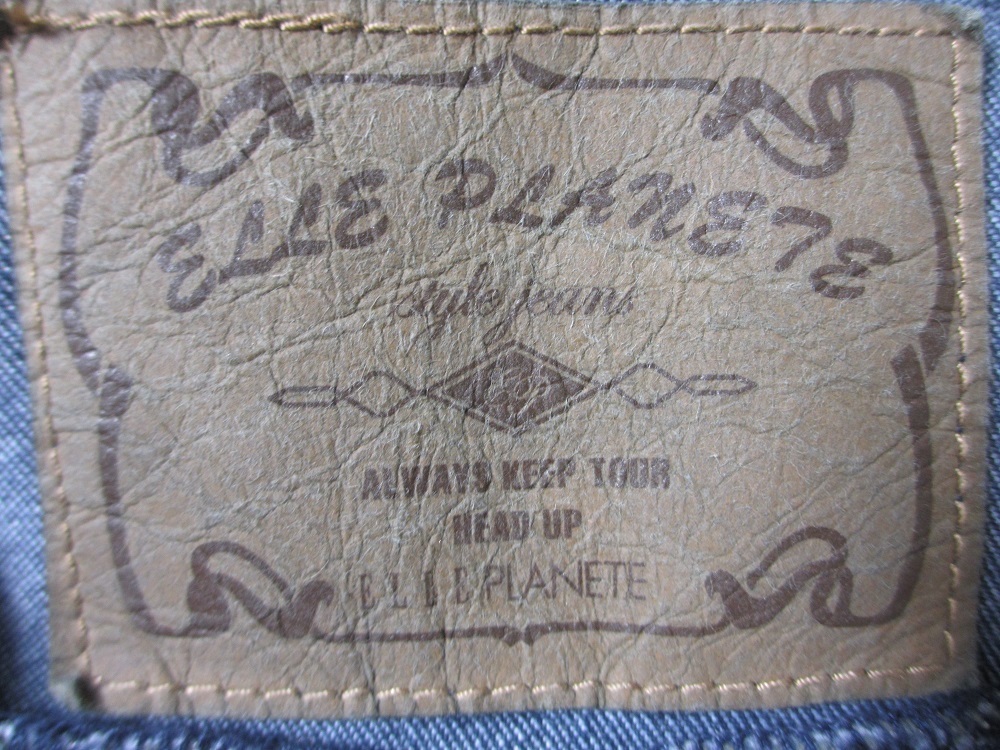 ELLE PLANETE
style jeans
ALWAYS KEEP TOUR
HEAD UP
ELLE PLANETE